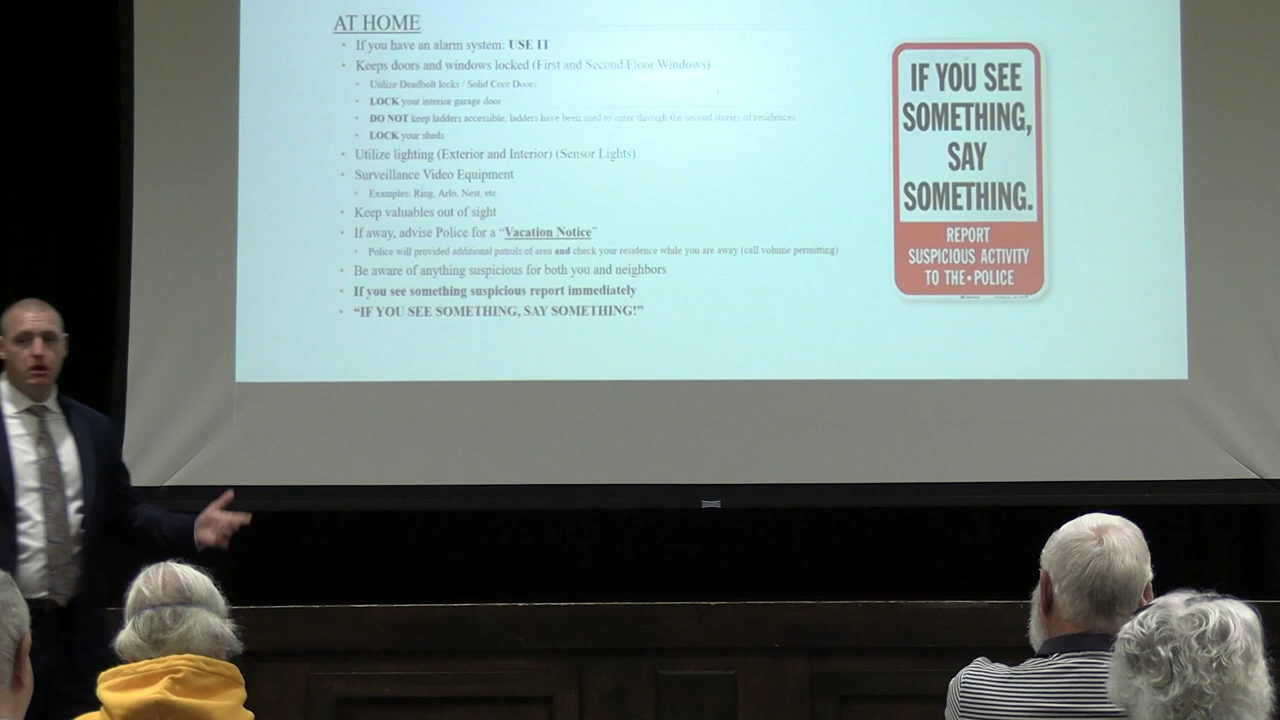 AT HOME
• If you have an alarm system: USE IT
• Keeps doors and windows locked (First and Second Floor Windows)
• Utilize Deadbolt locks / Solid Core Doors
• LOCK your interior garage door
• DO NOT keep ladders accessible, ladders have been used to enter through the second stories of residences
• LOCK your sheds
• Utilize lighting (Exterior and Interior) (Sensor Lights)
• Surveillance Video Equipment
• Examples: Ring, Arlo, Nest, etc.
• Keep valuables out of sight
• If away, advise Police for a “Vacation Notice”
• Police will provided additional patrols of area and check your residence while you are away (call volume permitting)
• Be aware of anything suspicious for both you and neighbors
• If you see something suspicious report immediately
• “IF YOU SEE SOMETHING, SAY SOMETHING!”
IF YOU SEE
SOMETHING,
SAY
SOMETHING.
REPORT
SUSPICIOUS ACTIVITY
TO THE•POLICE